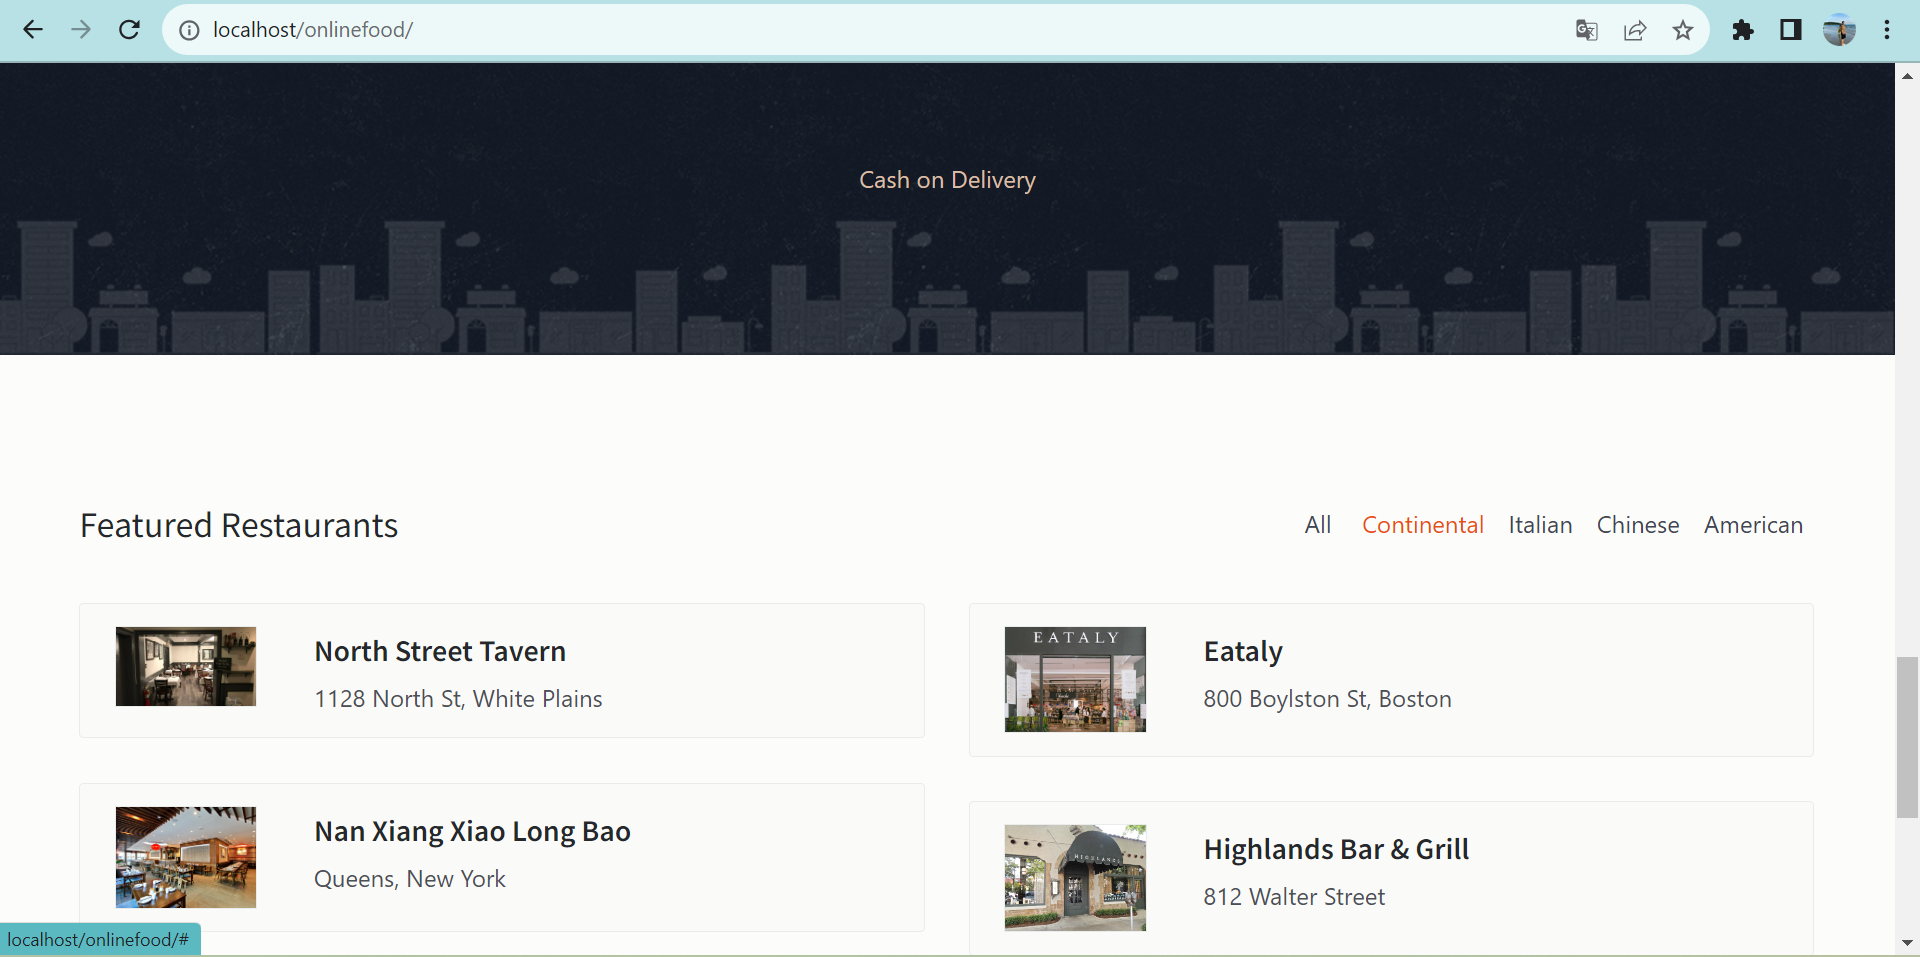 localhost/onlinefood/
Cash on Delivery
Featured Restaurants
All Continental Italian Chinese American
North Street Tavern
1128 North St, White Plains
EATALY
Eataly
800 Boylston St, Boston
Nan Xiang Xiao Long Bao
Queens, New York
HIGHLANDS
Highlands Bar & Grill
812 Walter Street
localhost/onlinefood/#